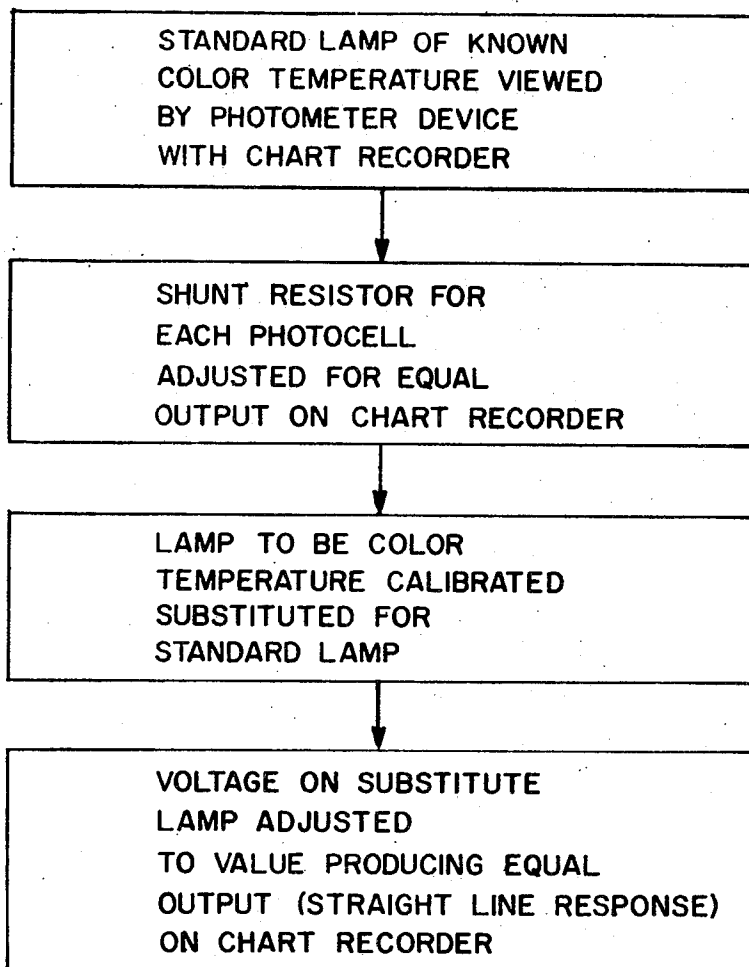 STANDARD LAMP OF KNOWN
COLOR TEMPERATURE VIEWED
BY PHOTOMETER DEVICE
WITH CHART RECORDER
SHUNT RESISTOR FOR
EACH PHOTOCELL
ADJUSTED FOR EQUAL
OUTPUT ON CHART RECORDER
LAMP TO BE COLOR
TEMPERATURE CALIBRATED
SUBSTITUTED FOR
STANDARD LAMP
VOLTAGE ON SUBSTITUTE
LAMP ADJUSTED
TO VALUE PRODUCING EQUAL
OUTPUT (STRAIGHT LINE RESPONSE)
ON CHART RECORDER